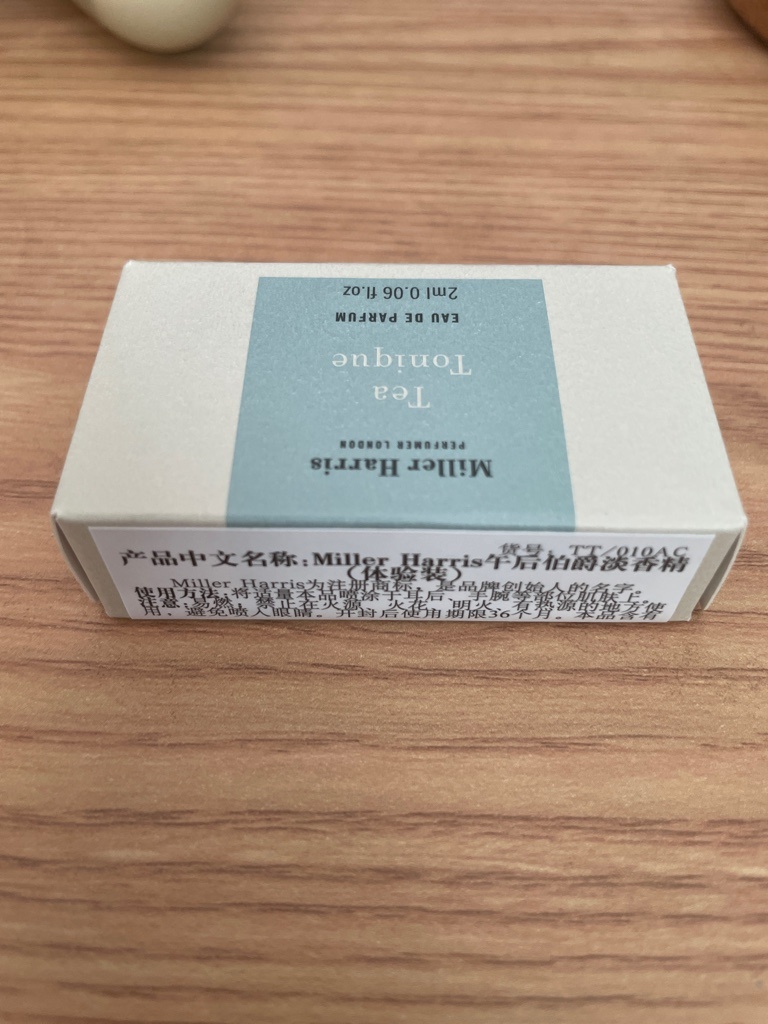 Miller Harris
PERFUMER LONDON
Tea
Tonique
EAU DE PARFUM
2ml 0.06 fl.oz
货号：TT/010AC
产品中文名称：Miller Harris午后伯爵淡香精
（体验装）
Miller Harris为注册商标，是品牌创始人的名字。
使用方法：将适量本品喷涂于耳后、手腕等部位肌肤上。
注意：易燃，禁止在火源、火花、明火、有热源的地方使
用，避免喷入眼睛。开封后使用期限36个月。本品含有